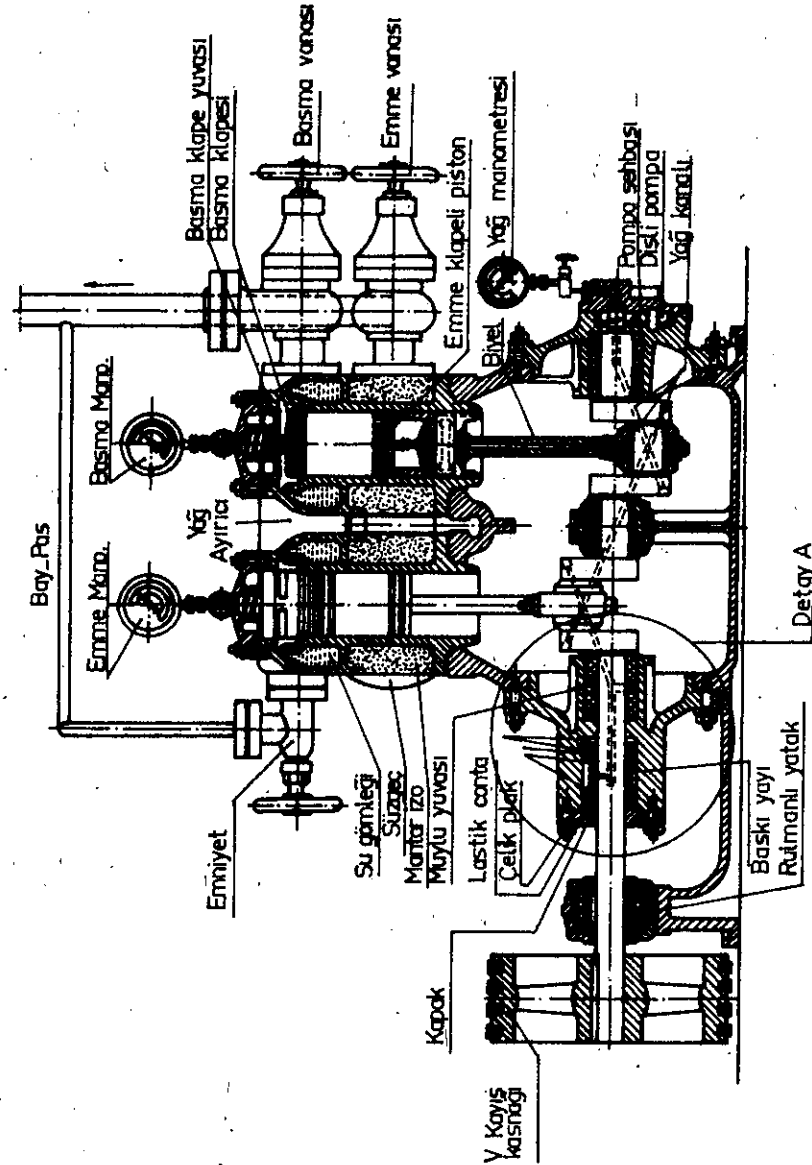 Bay_Pas
Emme Mano.
Basma Mano.
Basma klape yuvası
Basma klapesi
Basma vanası
Emme vanası
Emme klapeli piston
Yağ
Ayırıcı
Emniyet
Su gömleği
Süzgeç
Mantar izo
Muylu yuvası
Lastik conta
Çelik plak
Kapak
V Kayış
kasnağı
Biyel
Yağ manometresi
Pompa sehbası
Disli pompa
Yağ kanalı
Detay A
Baskı yayı
Rulmanlı yatak